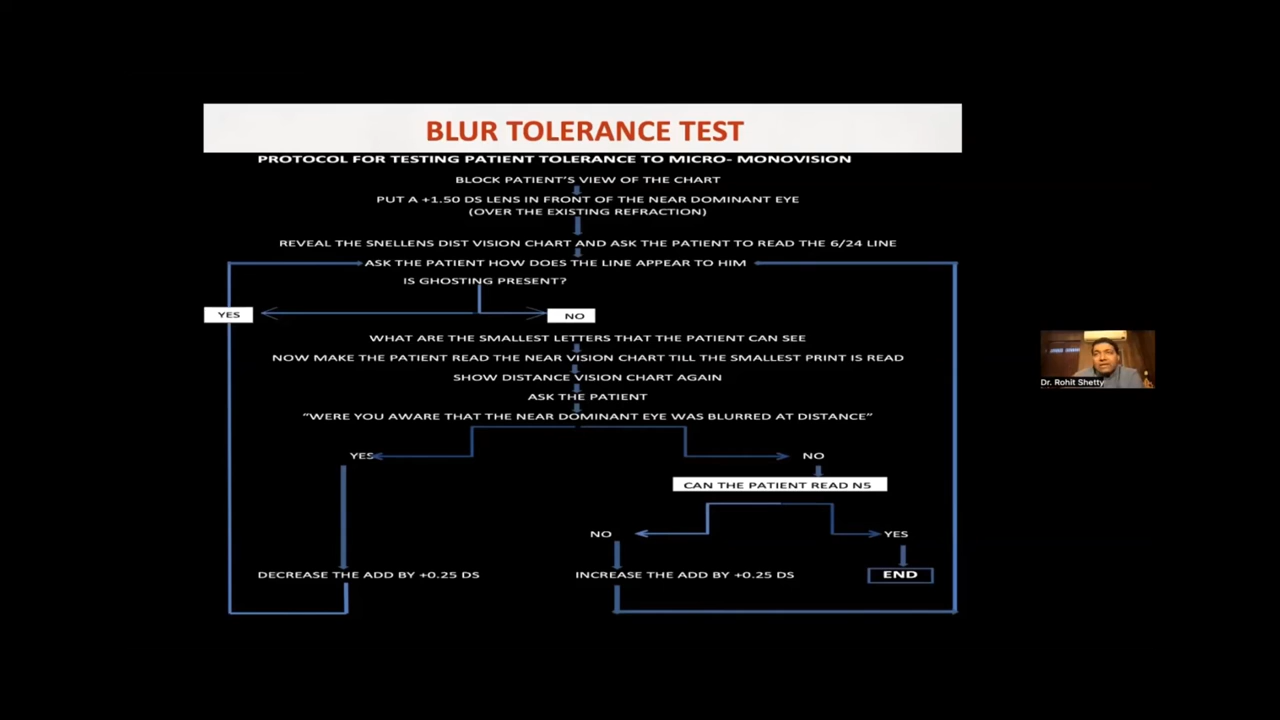 BLUR TOLERANCE TEST
PROTOCOL FOR TESTING PATIENT TOLERANCE TO MICRO- MONOVISION
BLOCK PATIENT'S VIEW OF THE CHART
PUT A +1.50 DS LENS IN FRONT OF THE NEAR DOMINANT EYE
(OVER THE EXISTING REFRACTION)
REVEAL THE SNELLENS DIST VISION CHART AND ASK THE PATIENT TO READ THE 6/24 LINE
ASK THE PATIENT HOW DOES THE LINE APPEAR TO HIM
IS GHOSTING PRESENT?
YES
NO
WHAT ARE THE SMALLEST LETTERS THAT THE PATIENT CAN SEE
NOW MAKE THE PATIENT READ THE NEAR VISION CHART TILL THE SMALLEST PRINT IS READ
SHOW DISTANCE VISION CHART AGAIN
ASK THE PATIENT
"WERE YOU AWARE THAT THE NEAR DOMINANT EYE WAS BLURRED AT DISTANCE"
YES
NO
CAN THE PATIENT READ N5
NO
YES
DECREASE THE ADD BY +0.25 DS
INCREASE THE ADD BY +0.25 DS
END
Dr. Rohit Shetty